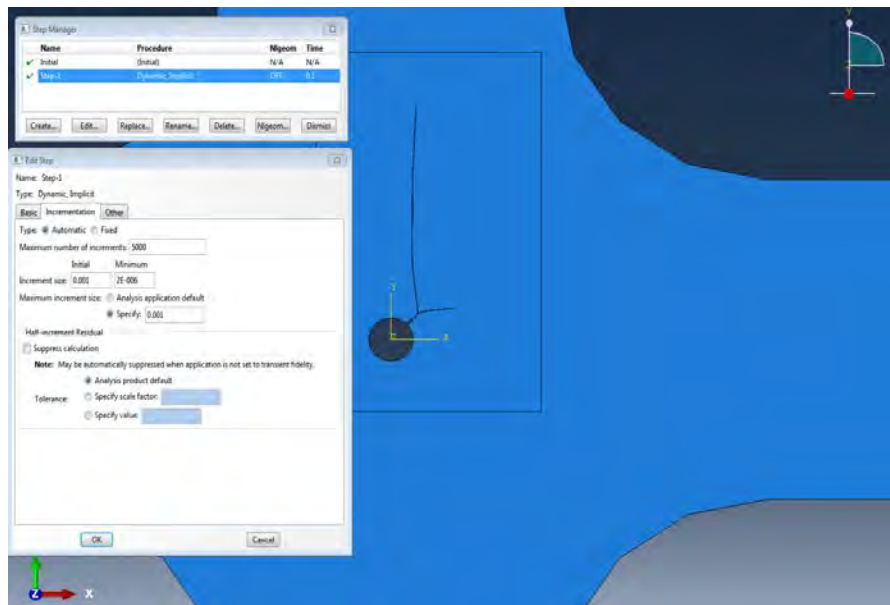 Step Manager
Name Procedure Nlgeom Time
Initial (Initial) N/A N/A
Step-1 Dynamic, Implicit OFF 0.1
Create... Edit... Replace... Rename... Delete... Nlgeom... Dismiss
Edit Step
Name: Step-1
Type: Dynamic, Implicit
Basic Incrementation Other
Type: Automatic Fixed
Maximum number of increments: 5000
Initial Minimum
Increment size: 0.001 2E-006
Maximum increment size: Analysis application default
Specify: 0.001
Half-increment Residual
Suppress calculation
Note: May be automatically suppressed when application is not set to transient fidelity.
Analysis product default
Tolerance: Specify scale factor:
Specify value:
OK Cancel
Y
X
Y
Z
Z X